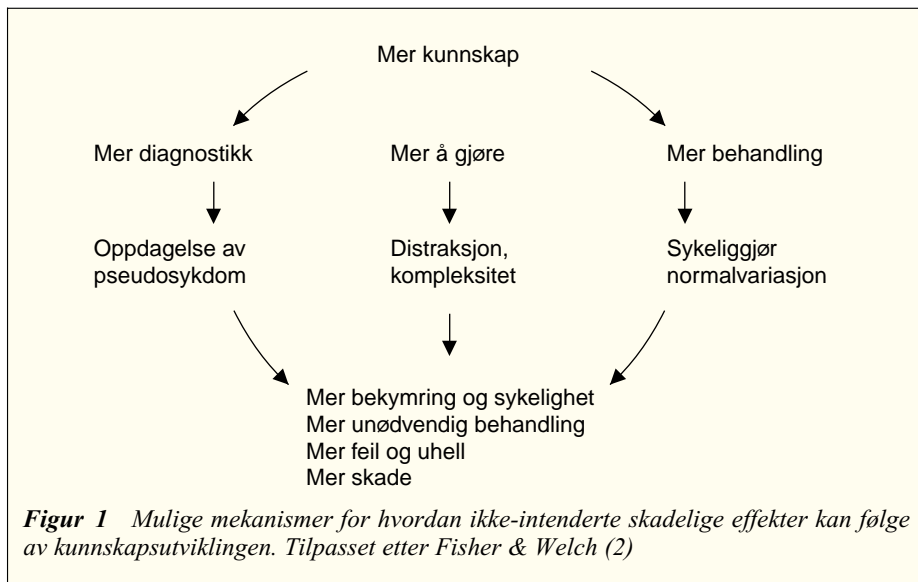 Mer kunnskap
Mer diagnostikk
Mer å gjøre
Mer behandling
Oppdagelse av
pseudosykdom
Distraksjon,
kompleksitet
Sykeliggjør
normalvariasjon
Mer bekymring og sykelighet
Mer unødvendig behandling
Mer feil og uhell
Mer skade
Figur 1 Mulige mekanismer for hvordan ikke-intenderte skadelige effekter kan følge
av kunnskapsutviklingen. Tilpasset etter Fisher & Welch (2)